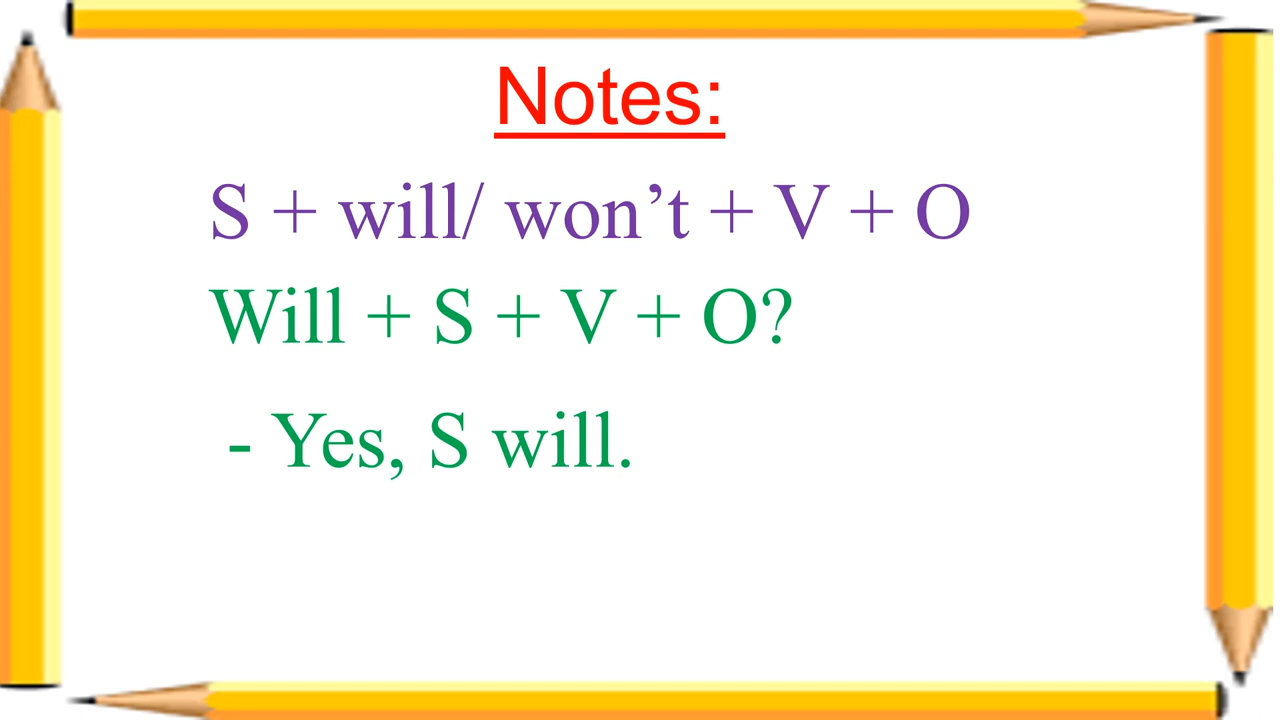 Notes:
S + will/ won’t + V + O
Will + S + V + O?
- Yes, S will.